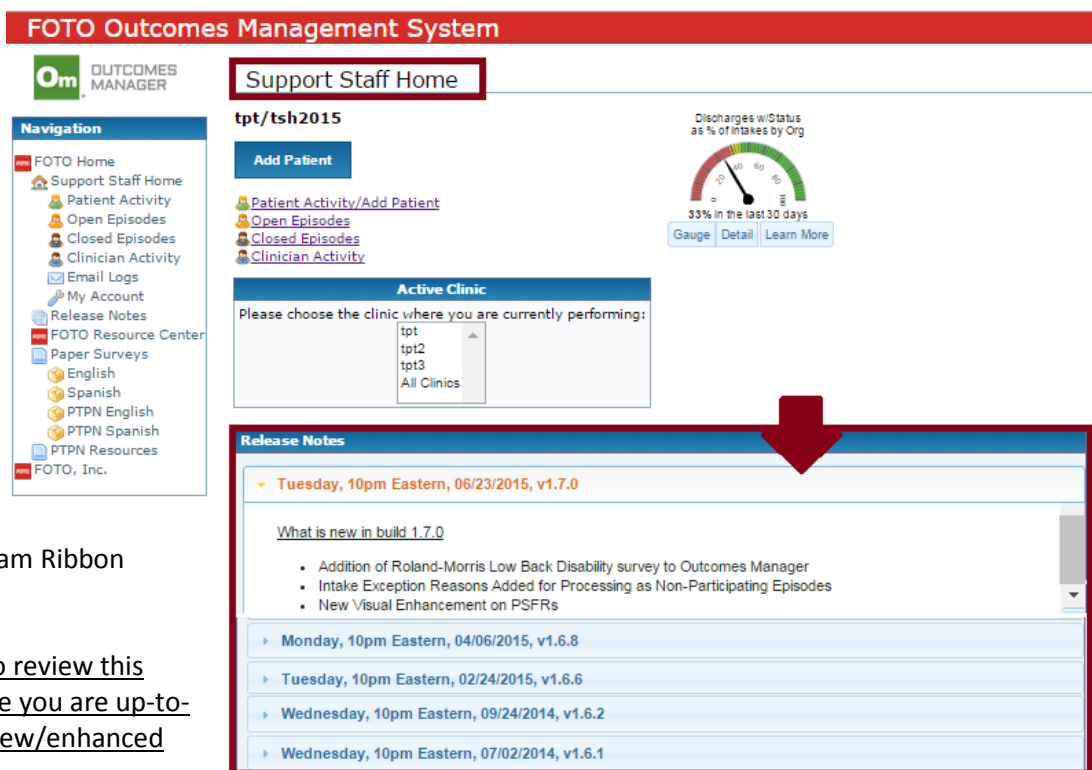 FOTO Outcomes Management System
Om
OUTCOMES
MANAGER
Support Staff Home
Navigation
FOTO Home
Support Staff Home
Patient Activity
Open Episodes
Closed Episodes
Clinician Activity
Email Logs
My Account
Release Notes
FOTO Resource Center
Paper Surveys
English
Spanish
PTPN English
PTPN Spanish
PTPN Resources
FOTO, Inc.
tpt/tsh2015
Add Patient
Patient Activity/Add Patient
Open Episodes
Closed Episodes
Clinician Activity
Discharges w/Status
as % of Intakes by Org
0 20 40 60 80
33% in the last 30 days
Gauge Detail Learn More
Active Clinic
Please choose the clinic where you are currently performing:
tpt
tpt2
tpt3
All Clinics
Release Notes
Tuesday, 10pm Eastern, 06/23/2015, v1.7.0
What is new in build 1.7.0
• Addition of Roland-Morris Low Back Disability survey to Outcomes Manager
• Intake Exception Reasons Added for Processing as Non-Participating Episodes
• New Visual Enhancement on PSFRs
Monday, 10pm Eastern, 04/06/2015, v1.6.8
Tuesday, 10pm Eastern, 02/24/2015, v1.6.6
Wednesday, 10pm Eastern, 09/24/2014, v1.6.2
Wednesday, 10pm Eastern, 07/02/2014, v1.6.1
am Ribbon
o review this
e you are up-to-
ew/enhanced